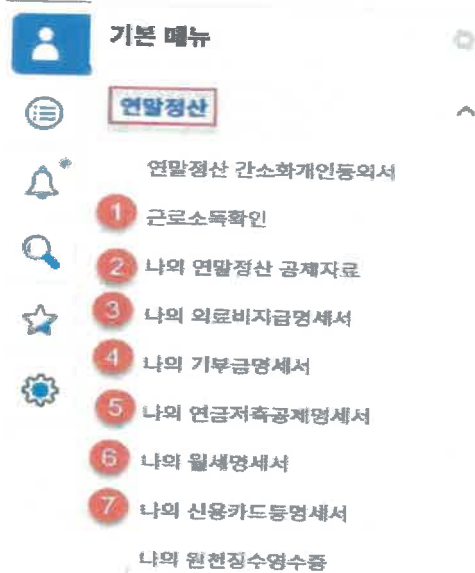 기본 메뉴
연말정산
연말정산 간소화개인동의서
1 근로소득확인
2 나의 연말정산 공제자료
3 나의 의료비지급명세서
4 나의 기부금명세서
5 나의 연금저축공제명세서
6 나의 월세명세서
7 나의 신용카드등명세서
나의 원천징수영수증